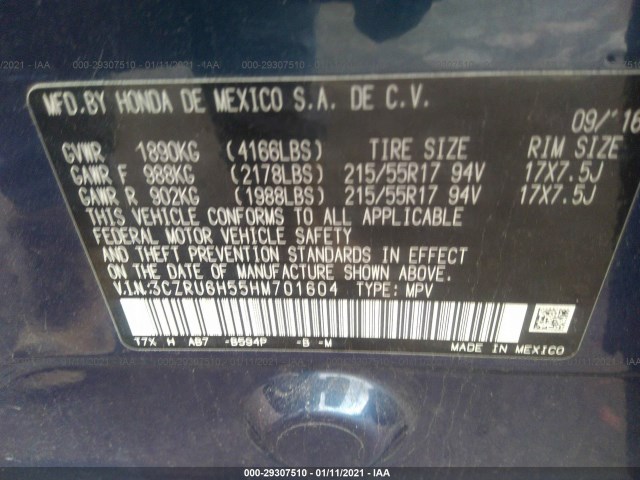 1/2021 - IAA 000-29307510 - 01/11/2021 - IAA 000-29307510 - 01/11/2021 - IAA
MFD.BY HONDA DE MEXICO S.A. DE C.V.
09/'16
GVWR 1890KG (4166LBS) TIRE SIZE RIM SIZE
GAWR F 988KG (2178LBS) 215/55R17 94V 17X7.5J
GAWR R 902KG (1988LBS) 215/55R17 94V 17X7.5J
THIS VEHICLE CONFORMS TO ALL APPLICABLE
FEDERAL MOTOR VEHICLE SAFETY
AND THEFT PREVENTION STANDARDS IN EFFECT
ON THE DATE OF MANUFACTURE SHOWN ABOVE.
V.I.N.:3CZRU6H55HM701604 TYPE: MPV
T7X H AB7 -B594P -B -M
MADE IN MEXICO
000-29307510 - 01/11/2021 - IAA